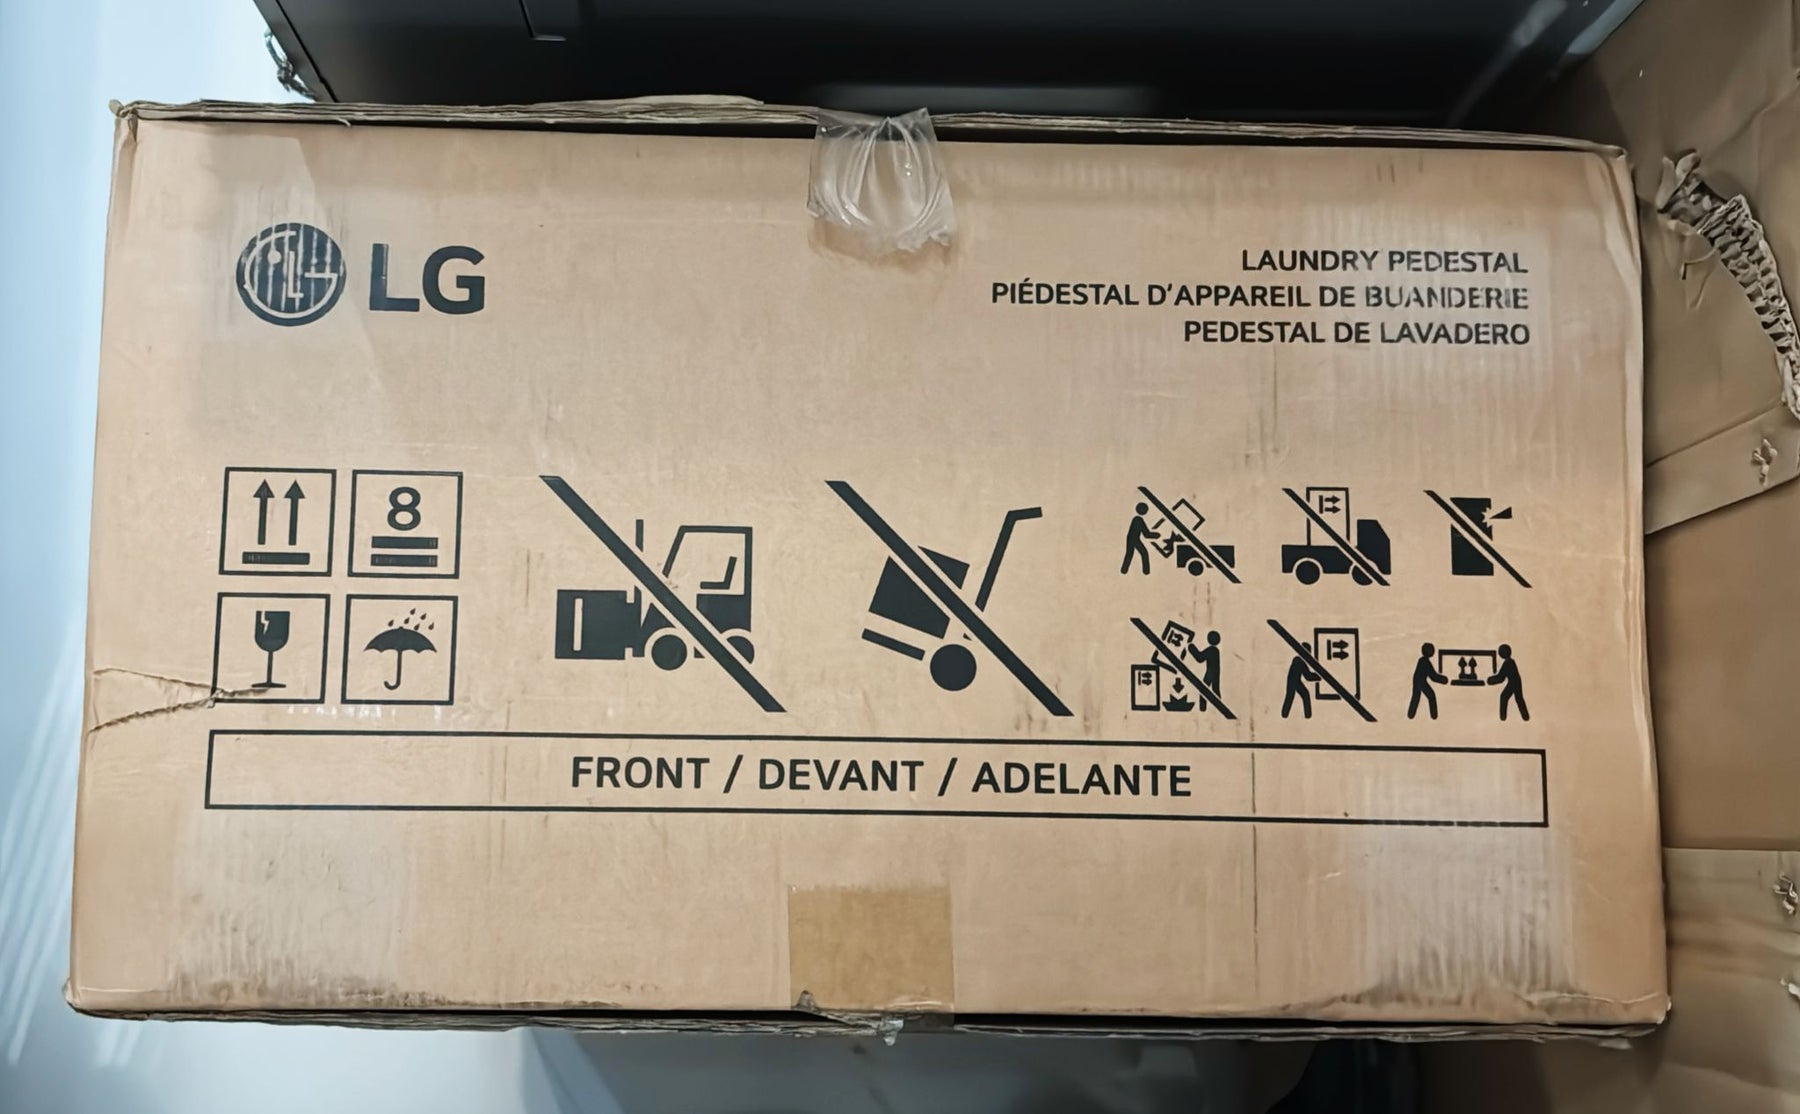 LG
LAUNDRY PEDESTAL
PIÉDESTAL D'APPAREIL DE BUANDERIE
PEDESTAL DE LAVADERO
8
FRONT / DEVANT / ADELANTE